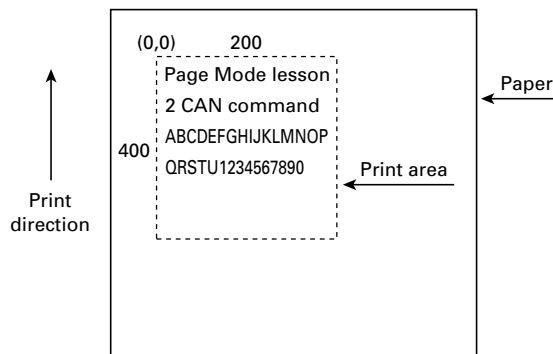 (0,0) 200
Page Mode lesson
2 CAN command
ABCDEFGHIJKLMNOP
QRSTU1234567890
400
Print area
Paper
Print
direction